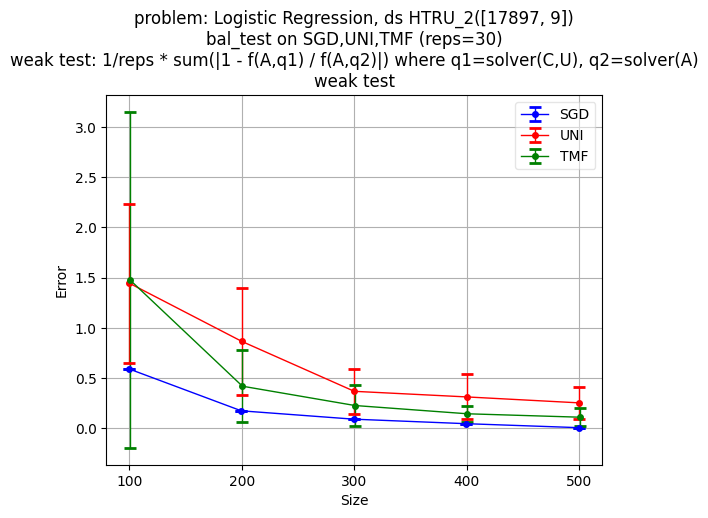 problem: Logistic Regression, ds HTRU_2([17897, 9])
bal_test on SGD,UNI,TMF (reps=30)
weak test: 1/reps * sum(|1 - f(A,q1) / f(A,q2)|) where q1=solver(C,U), q2=solver(A)
weak test
SGD
UNI
TMF
3.0
2.5
2.0
1.5
1.0
0.5
0.0
Error
100
200
300
400
500
Size